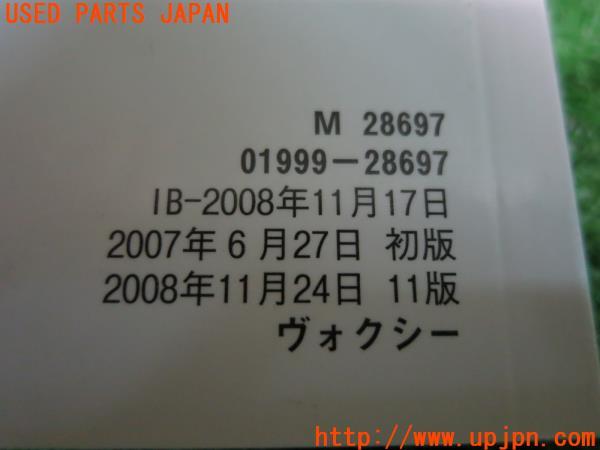 USED PARTS JAPAN
M 28697
01999-28697
IB-2008年11月17日
2007年 6 月27日 初版
2008年11月24日 11版
ヴォクシー
http://www.upjpn.com